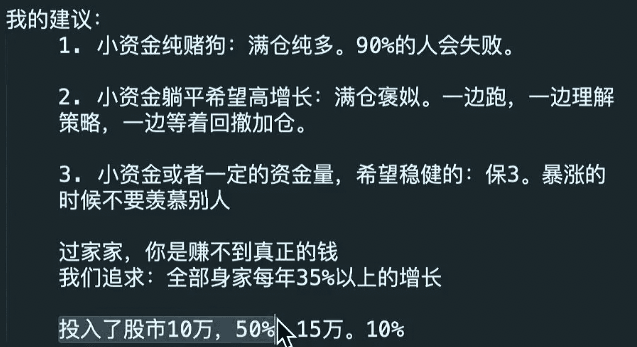 我的建议:
1. 小资金纯赌狗: 满仓纯多。90%的人会失败。
2. 小资金躺平希望高增长: 满仓褒姒。一边跑, 一边理解
策略, 一边等着回撤加仓。
3. 小资金或者一定的资金量, 希望稳健的: 保3。暴涨的
时候不要羡慕别人
过家家, 你是赚不到真正的钱
我们追求: 全部身家每年35%以上的增长
投入了股市10万, 50% 15万。10%